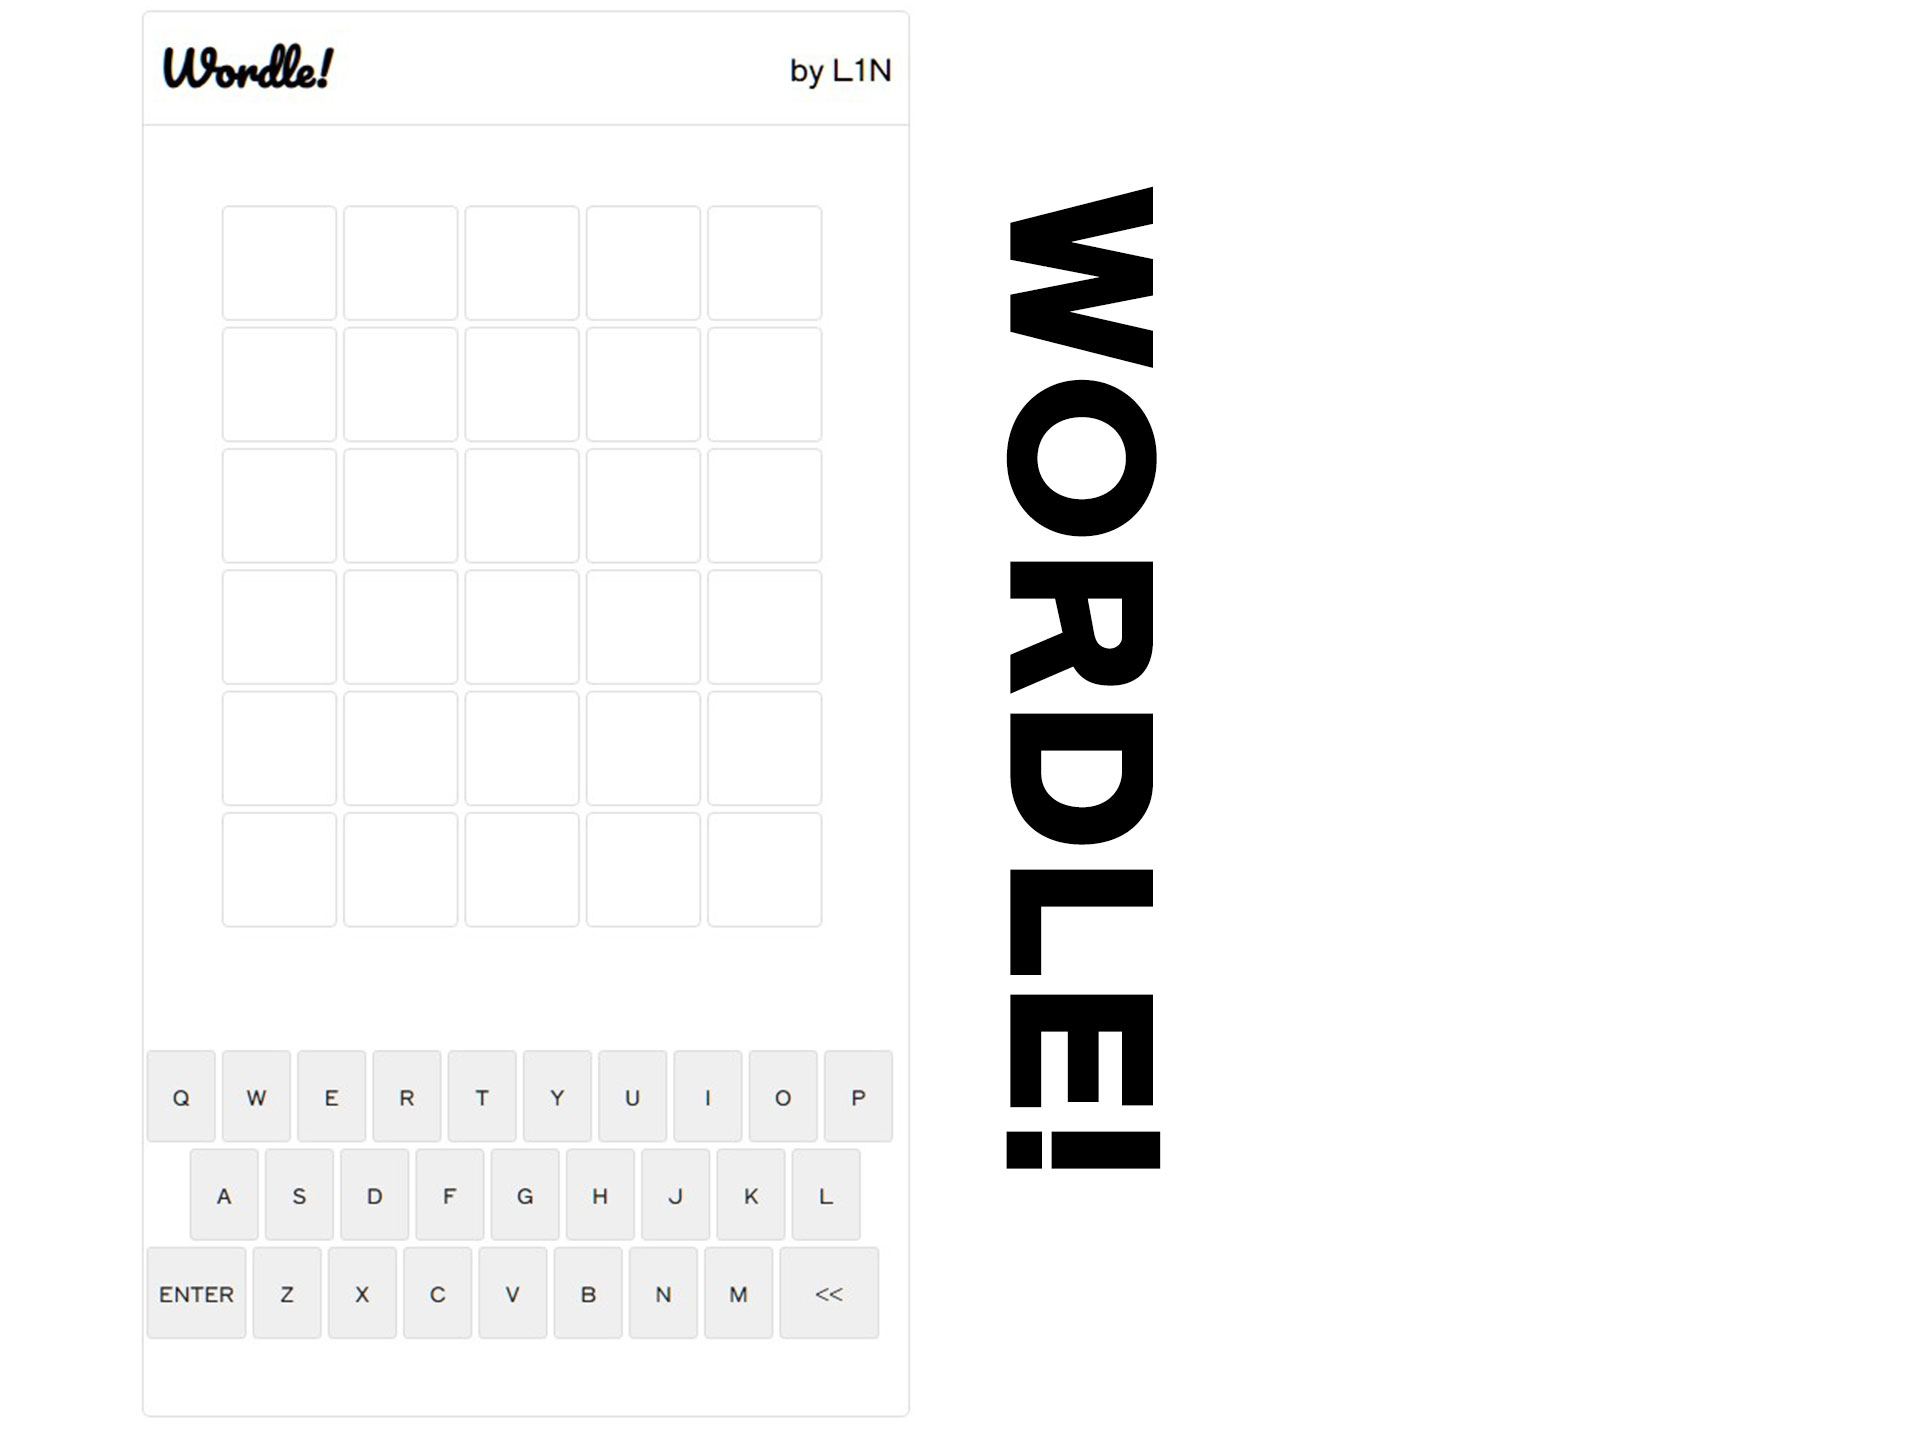 Wordle!
by L1N
Q W E R T Y U I O P
A S D F G H J K L
ENTER Z X C V B N M <<
WORDLE!